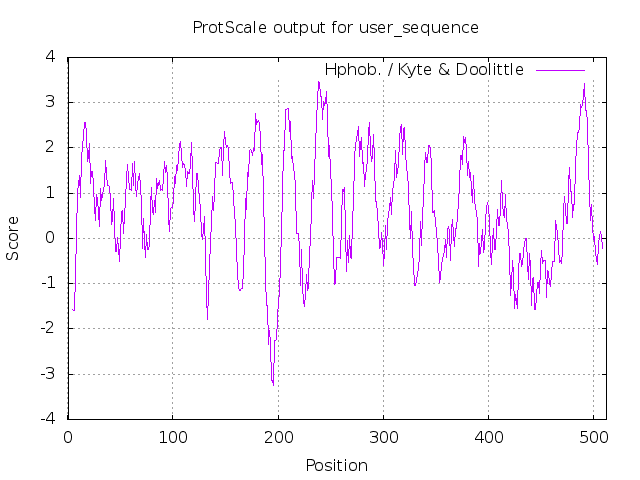 ProtScale output for user_sequence
Hphob. / Kyte & Doolittle
4
3
2
1
0
-1
-2
-3
-4
Score
0 100 200 300 400 500
Position